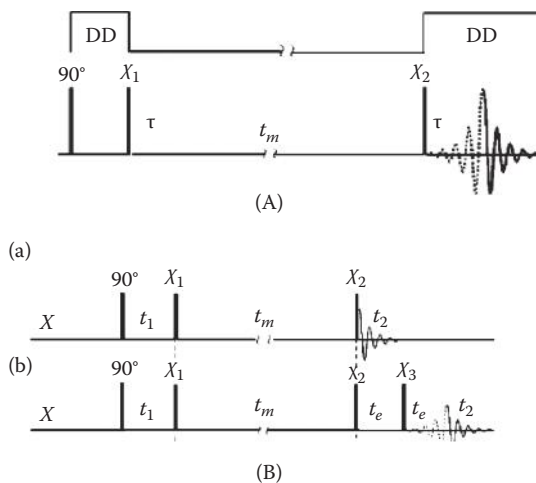 DD DD
90° X₁ X₂
τ tₘ τ
(A)
(a)
90° X₁ X₂
X t₁ tₘ t₂
(b) 90° X₁ X₂ X₃
X t₁ tₘ tₑ tₑ t₂
(B)